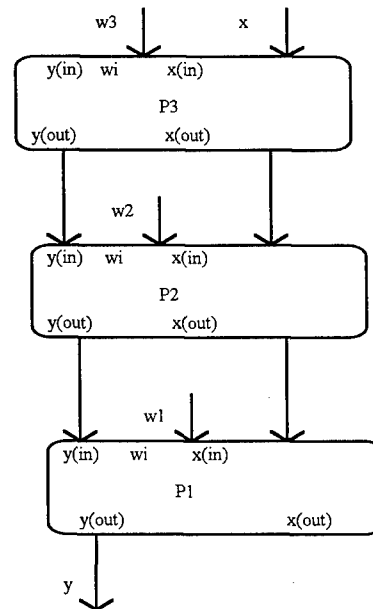 w3 x
y(in) wi x(in)
P3
y(out) x(out)
w2
y(in) wi x(in)
P2
y(out) x(out)
w1
y(in) wi x(in)
P1
y(out) x(out)
y